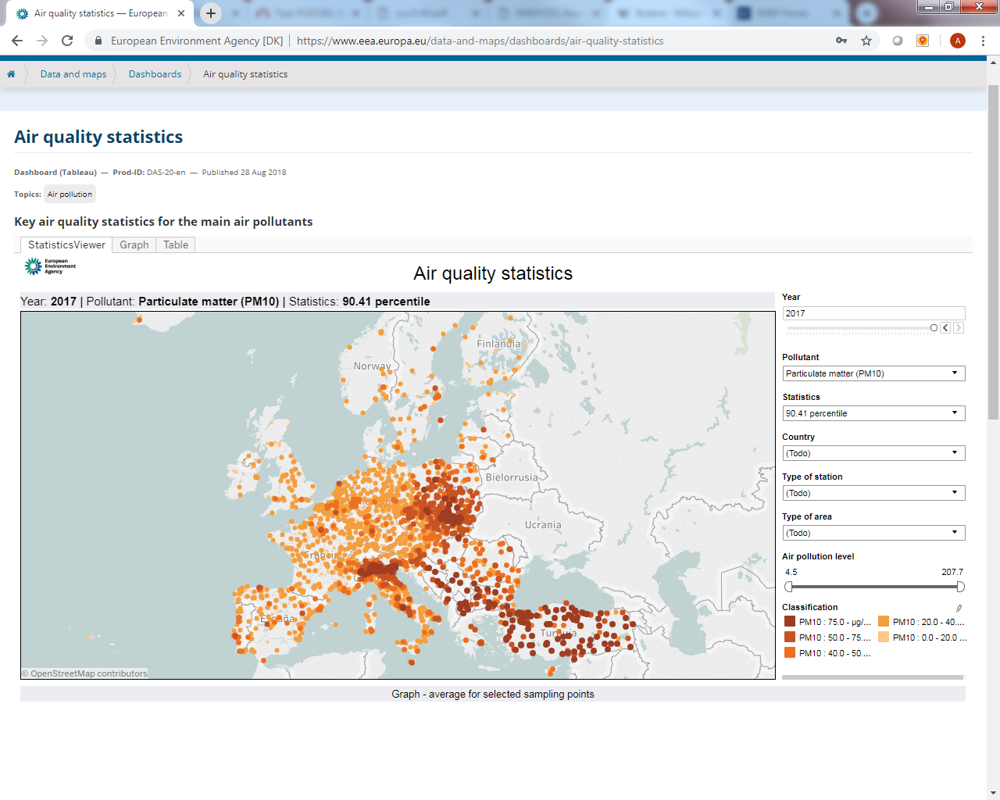 Air quality statistics — European
European Environment Agency [DK] | https://www.eea.europa.eu/data-and-maps/dashboards/air-quality-statistics
A
Data and maps
Dashboards
Air quality statistics
Air quality statistics
Dashboard (Tableau) — Prod-ID: DAS-20-en — Published 28 Aug 2018
Topics: Air pollution
Key air quality statistics for the main air pollutants
StatisticsViewer
Graph
Table
European
Environment
Agency
Air quality statistics
Year: 2017 | Pollutant: Particulate matter (PM10) | Statistics: 90.41 percentile
Finlandia
Norway
Bielorrusia
Ucrania
Francia
España
Turquía
© OpenStreetMap contributors
Year
2017
Pollutant
Particulate matter (PM10)
Statistics
90.41 percentile
Country
(Todo)
Type of station
(Todo)
Type of area
(Todo)
Air pollution level
4.5 207.7
Classification
PM10 : 75.0 - µg/...
PM10 : 50.0 - 75....
PM10 : 40.0 - 50....
PM10 : 20.0 - 40....
PM10 : 0.0 - 20.0 ...
Graph - average for selected sampling points